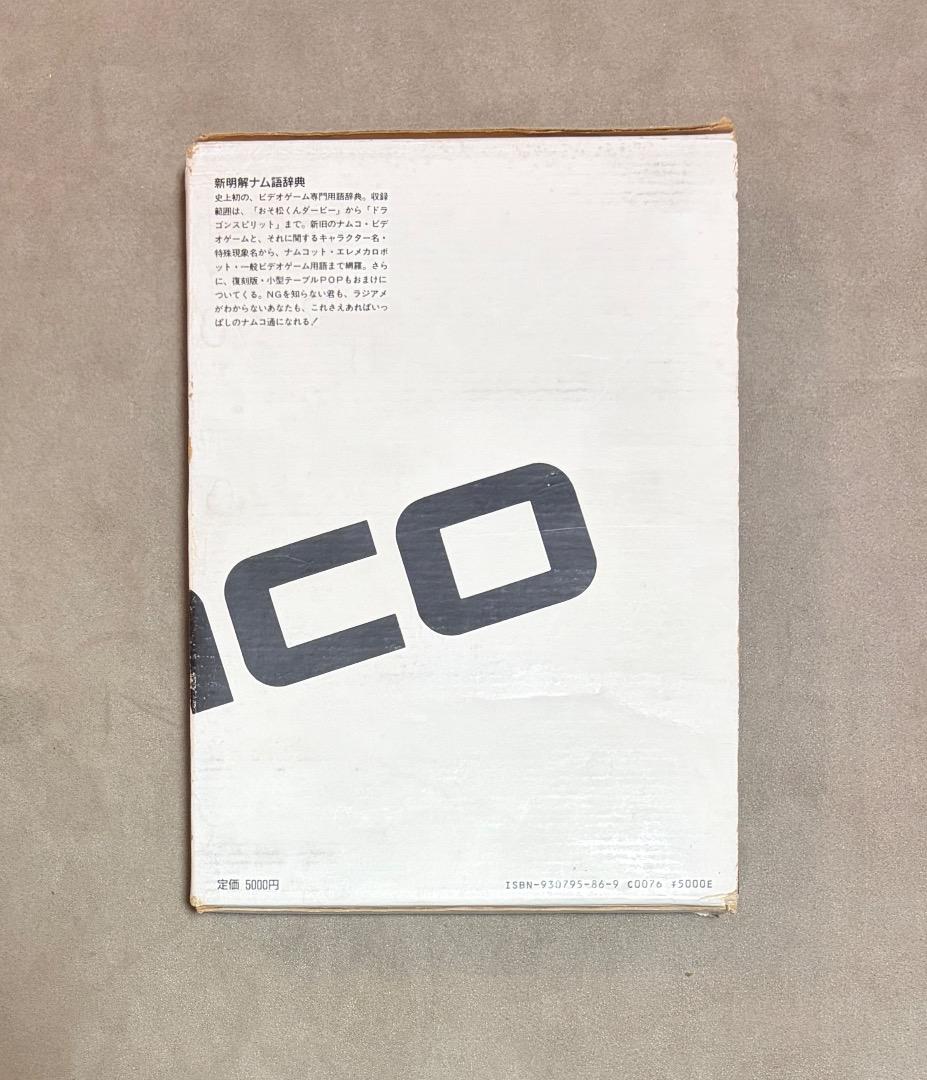 新明解ナム語辞典
史上初の、ビデオゲーム専門用語辞典。収録
範囲は、「おそ松くんダービー」から「ドラ
ゴンスピリット」まで。新旧のナムコ・ビデ
オゲームと、それに関するキャラクター名・
特殊現象名から、ナムコット・エレメカロボ
ット・一般ビデオゲーム用語まで網羅。さら
に、復刻版・小型テーブルPOPもおまけに
ついてくる。NGを知らない君も、ラジアメ
がわからないあなたも、これさえあればいっ
ぱしのナムコ通になれる!
co
定価 5000円
ISBN-930795-86-9 C0076 ¥5000E